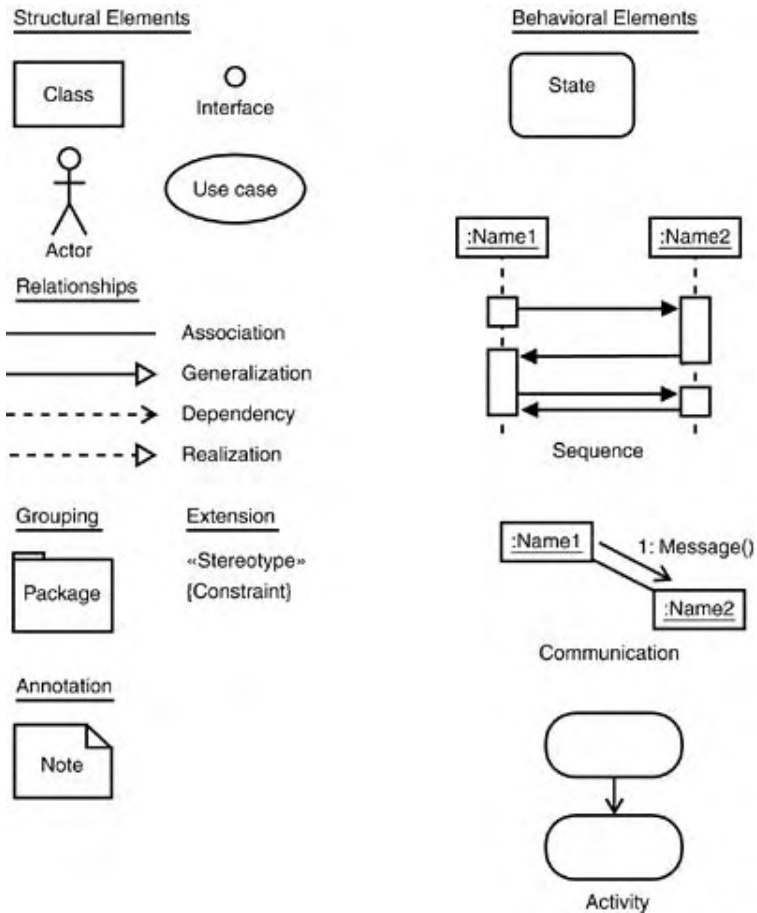 Structural Elements
Class
Interface
Actor
Use case
Relationships
Association
Generalization
Dependency
Realization
Grouping
Package
Extension
«Stereotype»
{Constraint}
Annotation
Note
Behavioral Elements
State
:Name1
:Name2
Sequence
:Name1
1: Message()
:Name2
Communication
Activity